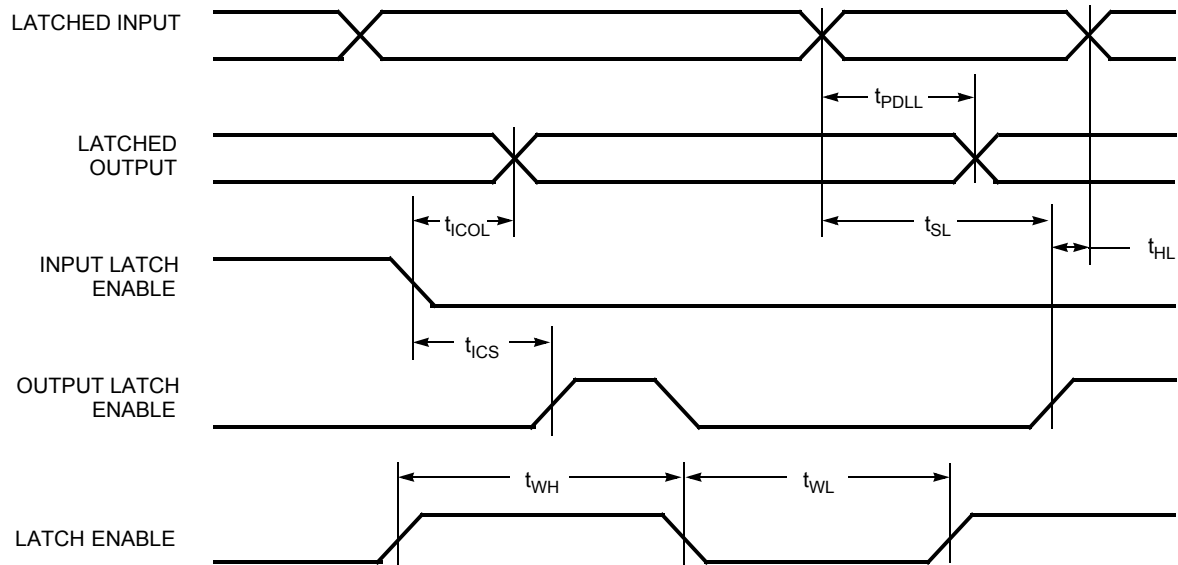 LATCHED INPUT
tPDLL
LATCHED
OUTPUT
tICOL
tSL
tHL
INPUT LATCH
ENABLE
tICS
OUTPUT LATCH
ENABLE
tWH
tWL
LATCH ENABLE